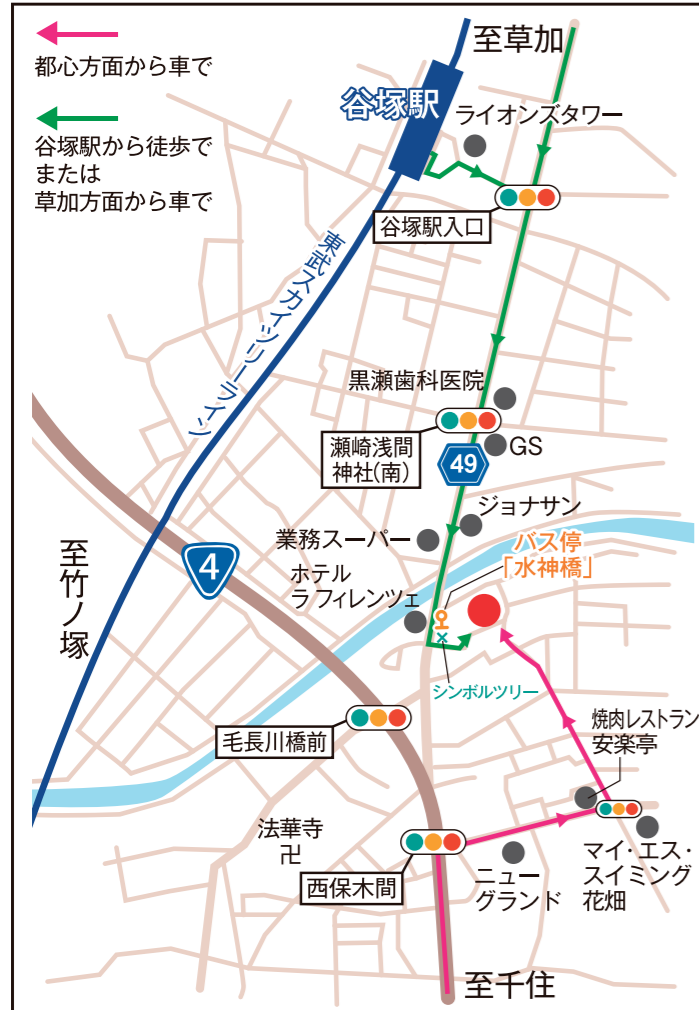 都心方面から車で
谷塚駅から徒歩で
または
草加方面から車で
至草加
谷塚駅
ライオンズタワー
谷塚駅入口
東武スカイツリーライン
黒瀬歯科医院
瀬崎浅間
神社(南)
GS
49
ジョナサン
業務スーパー
バス停
「水神橋」
ホテル
ラフィレンツェ
4
至竹ノ塚
シンボルツリー
焼肉レストラン
安楽亭
毛長川橋前
法華寺
卍
西保木間
ニュー
グランド
マイ・エス・
スイミング
花畑
至千住